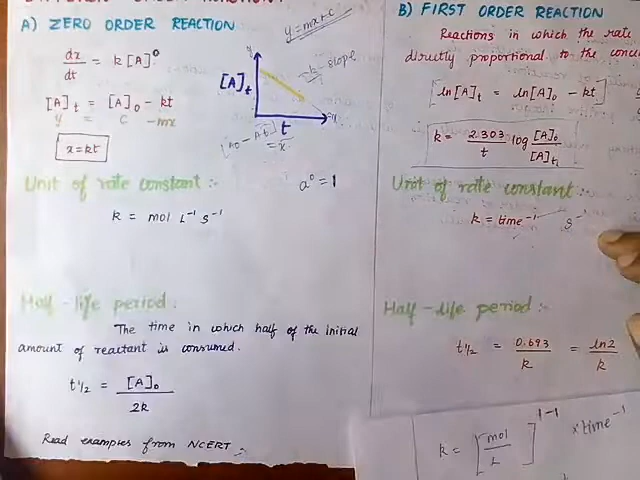 A) ZERO ORDER REACTION
dx/dt = k [A]⁰
[A]t = [A]₀ - kt
y = c -mx
x = kt
y = mx+c
y
[A]t
-k = slope
t
x
[A₀ - At] = x
a⁰ = 1
Unit of rate constant :-
k = mol L⁻¹ s⁻¹
Half-life period :
The time in which half of the initial
amount of reactant is consumed.
t½ = [A]₀ / 2k
Read examples from NCERT
B) FIRST ORDER REACTION
Reactions in which the rate
directly proportional to the
ln[A]t = ln[A]₀ - kt
k = 2.303/t log [A]₀/[A]t
Unit of rate constant :-
k = time⁻¹ s⁻¹
Half-life period :-
t½ = 0.693/k = ln2/k
k = [mol/L]¹⁻¹ × time⁻¹